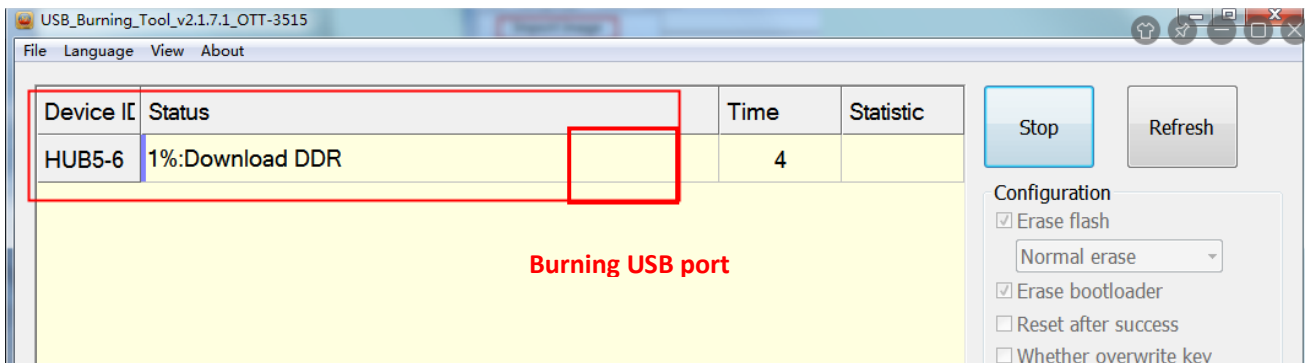 USB_Burning_Tool_v2.1.7.1_OTT-3515
File Language View About
Device ID Status Time Statistic
HUB5-6 1%:Download DDR 4
Burning USB port
Stop Refresh
Configuration
Erase flash
Normal erase
Erase bootloader
Reset after success
Whether overwrite key